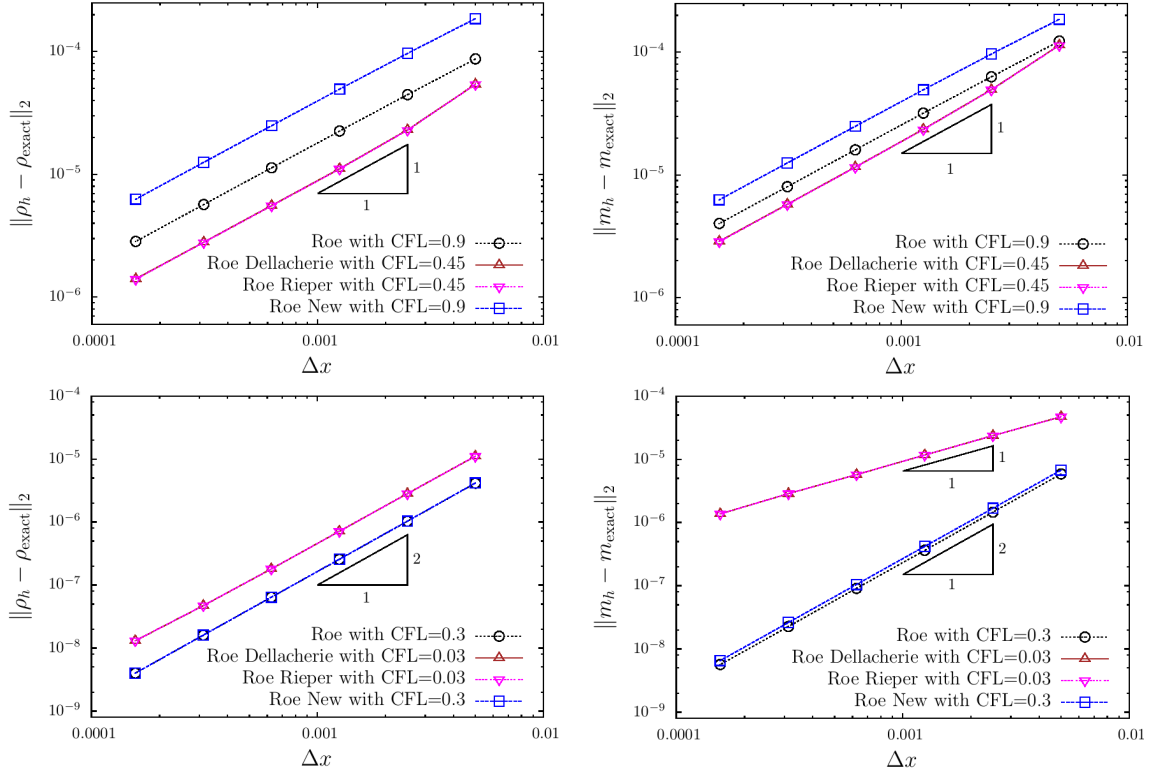 10⁻⁴
10⁻⁵
10⁻⁶
0.0001
0.001
0.01
‖ρₕ − ρ_exact‖₂
Δx
1
1
Roe with CFL=0.9
Roe Dellacherie with CFL=0.45
Roe Rieper with CFL=0.45
Roe New with CFL=0.9
10⁻⁴
10⁻⁵
10⁻⁶
0.0001
0.001
0.01
‖mₕ − m_exact‖₂
Δx
1
1
Roe with CFL=0.9
Roe Dellacherie with CFL=0.45
Roe Rieper with CFL=0.45
Roe New with CFL=0.9
10⁻⁴
10⁻⁵
10⁻⁶
10⁻⁷
10⁻⁸
10⁻⁹
0.0001
0.001
0.01
‖ρₕ − ρ_exact‖₂
Δx
2
1
Roe with CFL=0.3
Roe Dellacherie with CFL=0.03
Roe Rieper with CFL=0.03
Roe New with CFL=0.3
10⁻⁴
10⁻⁵
10⁻⁶
10⁻⁷
10⁻⁸
10⁻⁹
0.0001
0.001
0.01
‖mₕ − m_exact‖₂
Δx
1
1
2
1
Roe with CFL=0.3
Roe Dellacherie with CFL=0.03
Roe Rieper with CFL=0.03
Roe New with CFL=0.3